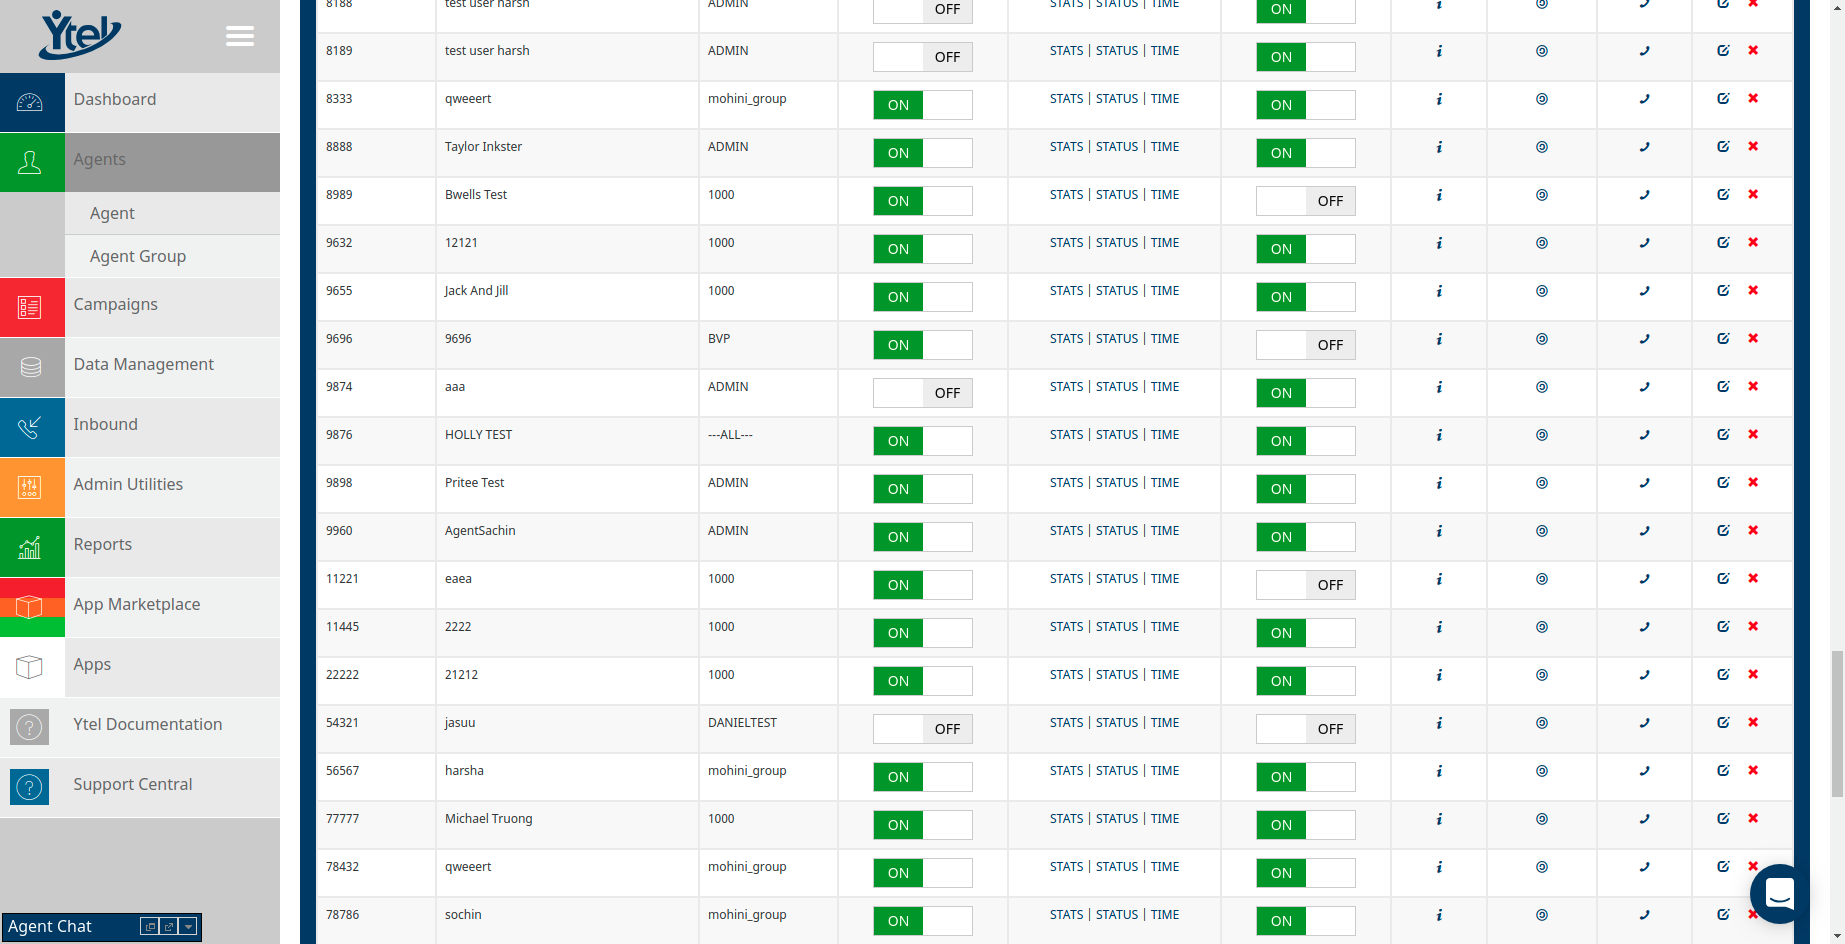 Ytel
Dashboard
Agents
Agent
Agent Group
Campaigns
Data Management
Inbound
Admin Utilities
Reports
App Marketplace
Apps
Ytel Documentation
Support Central
Agent Chat
8188 test user harsh ADMIN OFF STATS | STATUS | TIME ON
8189 test user harsh ADMIN OFF STATS | STATUS | TIME ON
8333 qweeert mohini_group ON STATS | STATUS | TIME ON
8888 Taylor Inkster ADMIN ON STATS | STATUS | TIME ON
8989 Bwells Test 1000 ON STATS | STATUS | TIME OFF
9632 12121 1000 ON STATS | STATUS | TIME ON
9655 Jack And Jill 1000 ON STATS | STATUS | TIME ON
9696 9696 BVP ON STATS | STATUS | TIME OFF
9874 aaa ADMIN OFF STATS | STATUS | TIME ON
9876 HOLLY TEST ---ALL--- ON STATS | STATUS | TIME ON
9898 Pritee Test ADMIN ON STATS | STATUS | TIME ON
9960 AgentSachin ADMIN ON STATS | STATUS | TIME ON
11221 eaea 1000 ON STATS | STATUS | TIME OFF
11445 2222 1000 ON STATS | STATUS | TIME ON
22222 21212 1000 ON STATS | STATUS | TIME ON
54321 jasuu DANIELTEST OFF STATS | STATUS | TIME OFF
56567 harsha mohini_group ON STATS | STATUS | TIME ON
77777 Michael Truong 1000 ON STATS | STATUS | TIME ON
78432 qweeert mohini_group ON STATS | STATUS | TIME ON
78786 sochin mohini_group ON STATS | STATUS | TIME ON